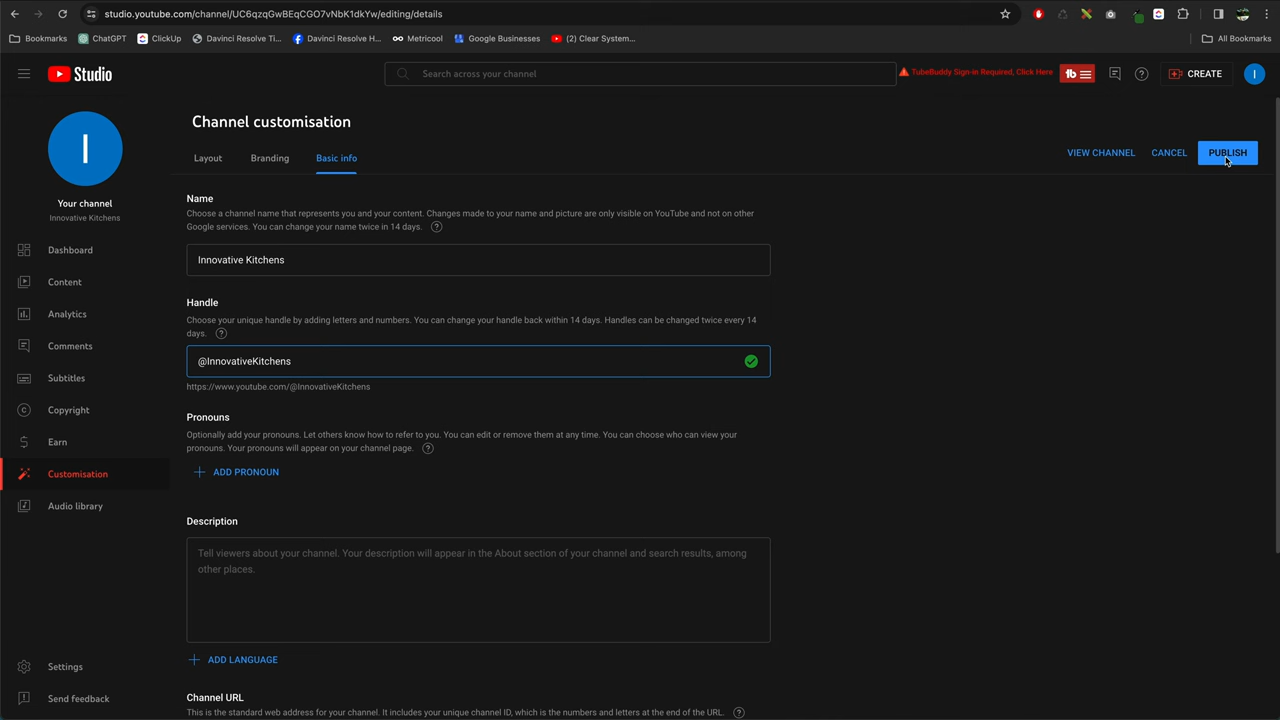 studio.youtube.com/channel/UC6qzqGwBEqCGO7vNbK1dkYw/editing/details
Bookmarks ChatGPT ClickUp Davinci Resolve Ti... Davinci Resolve H... Metricool Google Businesses (2) Clear System... All Bookmarks
Studio
Search across your channel
TubeBuddy Sign-in Required, Click Here
tb
CREATE
I
I
Your channel
Innovative Kitchens
Dashboard
Content
Analytics
Comments
Subtitles
Copyright
Earn
Customisation
Audio library
Settings
Send feedback
Channel customisation
Layout Branding Basic info
VIEW CHANNEL CANCEL PUBLISH
Name
Choose a channel name that represents you and your content. Changes made to your name and picture are only visible on YouTube and not on other
Google services. You can change your name twice in 14 days.
Innovative Kitchens
Handle
Choose your unique handle by adding letters and numbers. You can change your handle back within 14 days. Handles can be changed twice every 14
days.
@InnovativeKitchens
https://www.youtube.com/@InnovativeKitchens
Pronouns
Optionally add your pronouns. Let others know how to refer to you. You can edit or remove them at any time. You can choose who can view your
pronouns. Your pronouns will appear on your channel page.
ADD PRONOUN
Description
Tell viewers about your channel. Your description will appear in the About section of your channel and search results, among
other places.
ADD LANGUAGE
Channel URL
This is the standard web address for your channel. It includes your unique channel ID, which is the numbers and letters at the end of the URL.